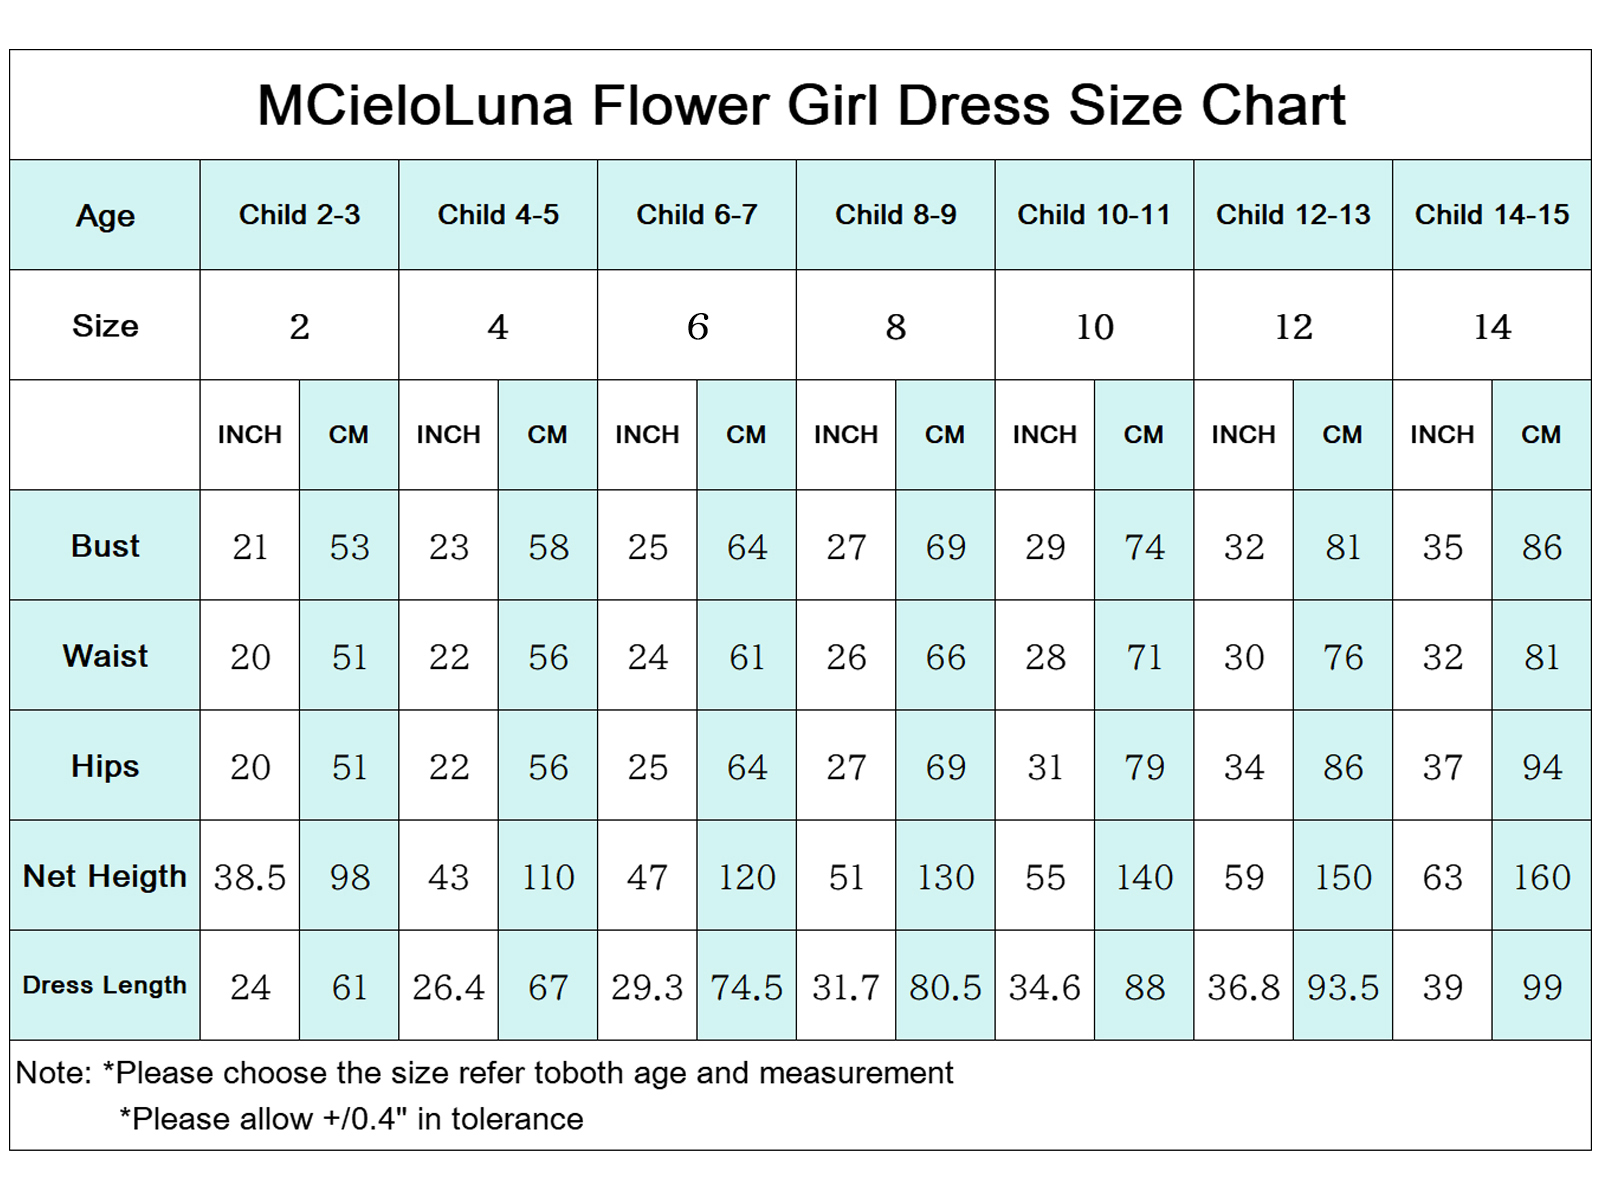 MCieloLuna Flower Girl Dress Size Chart
Age Child 2-3 Child 4-5 Child 6-7 Child 8-9 Child 10-11 Child 12-13 Child 14-15
Size 2 4 6 8 10 12 14
INCH CM INCH CM INCH CM INCH CM INCH CM INCH CM INCH CM
Bust 21 53 23 58 25 64 27 69 29 74 32 81 35 86
Waist 20 51 22 56 24 61 26 66 28 71 30 76 32 81
Hips 20 51 22 56 25 64 27 69 31 79 34 86 37 94
Net Heigth 38.5 98 43 110 47 120 51 130 55 140 59 150 63 160
Dress Length 24 61 26.4 67 29.3 74.5 31.7 80.5 34.6 88 36.8 93.5 39 99
Note: *Please choose the size refer toboth age and measurement
*Please allow +/0.4" in tolerance